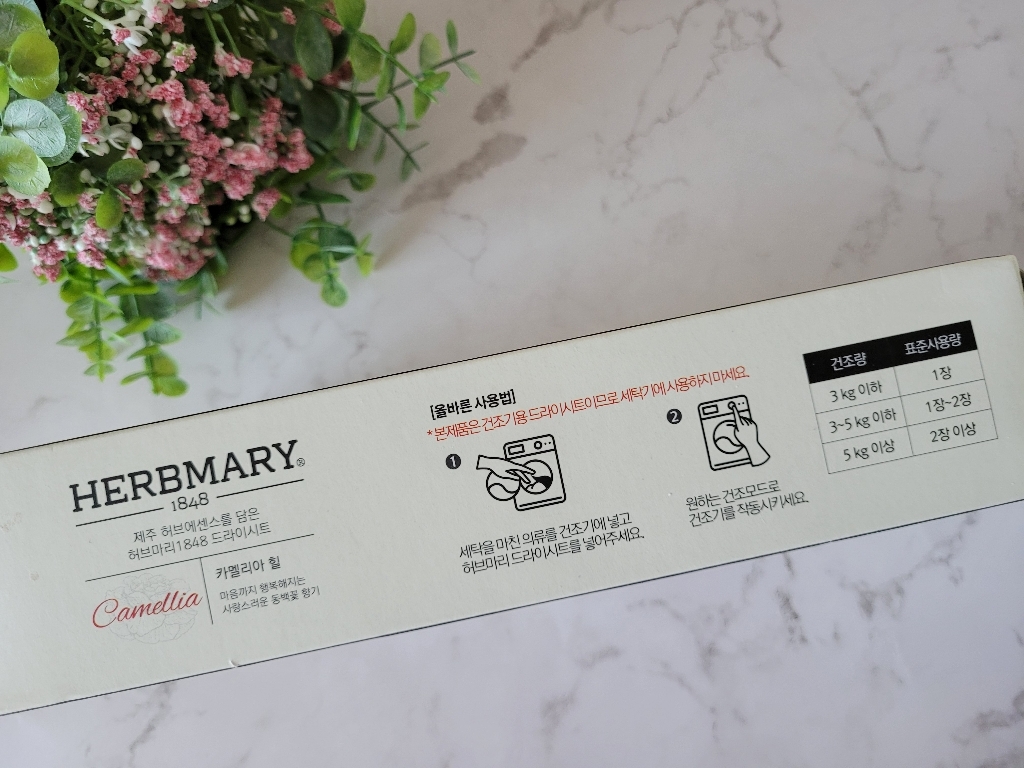 HERBMARY®
1848
제주 허브에센스를 담은
허브마리1848 드라이시트
Camellia
카멜리아 힐
마음까지 행복해지는
사랑스러운 동백꽃 향기
[올바른 사용법]
* 본제품은 건조기용 드라이시트이므로 세탁기에 사용하지 마세요.
1
세탁을 마친 의류를 건조기에 넣고
허브마리 드라이시트를 넣어주세요.
2
원하는 건조모드로
건조기를 작동시키세요.
건조량 표준사용량
3 kg 이하 1장
3~5 kg 이하 1장~2장
5 kg 이상 2장 이상